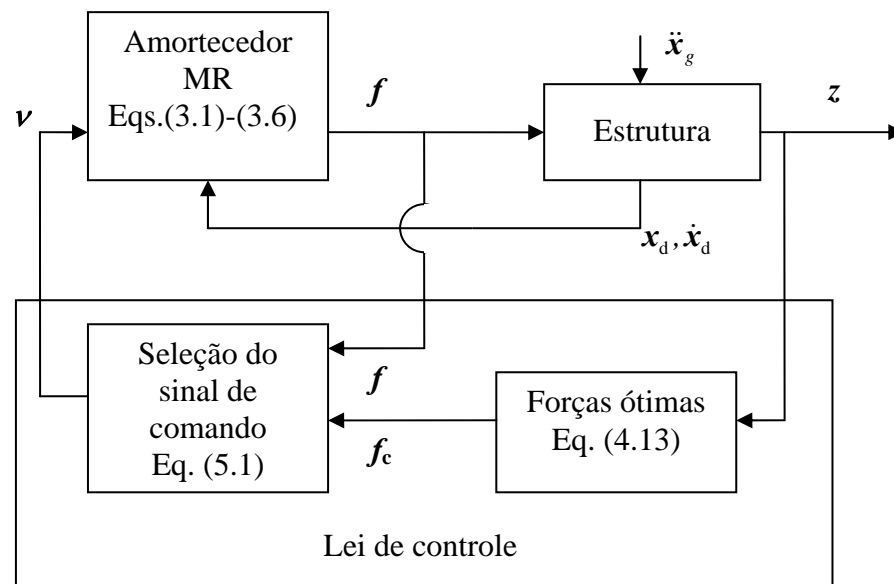 Amortecedor
MR
Eqs.(3.1)-(3.6)
ν
f
ẍg
Estrutura
z
xd, ẋd
Seleção do
sinal de
comando
Eq. (5.1)
f
fc
Forças ótimas
Eq. (4.13)
Lei de controle